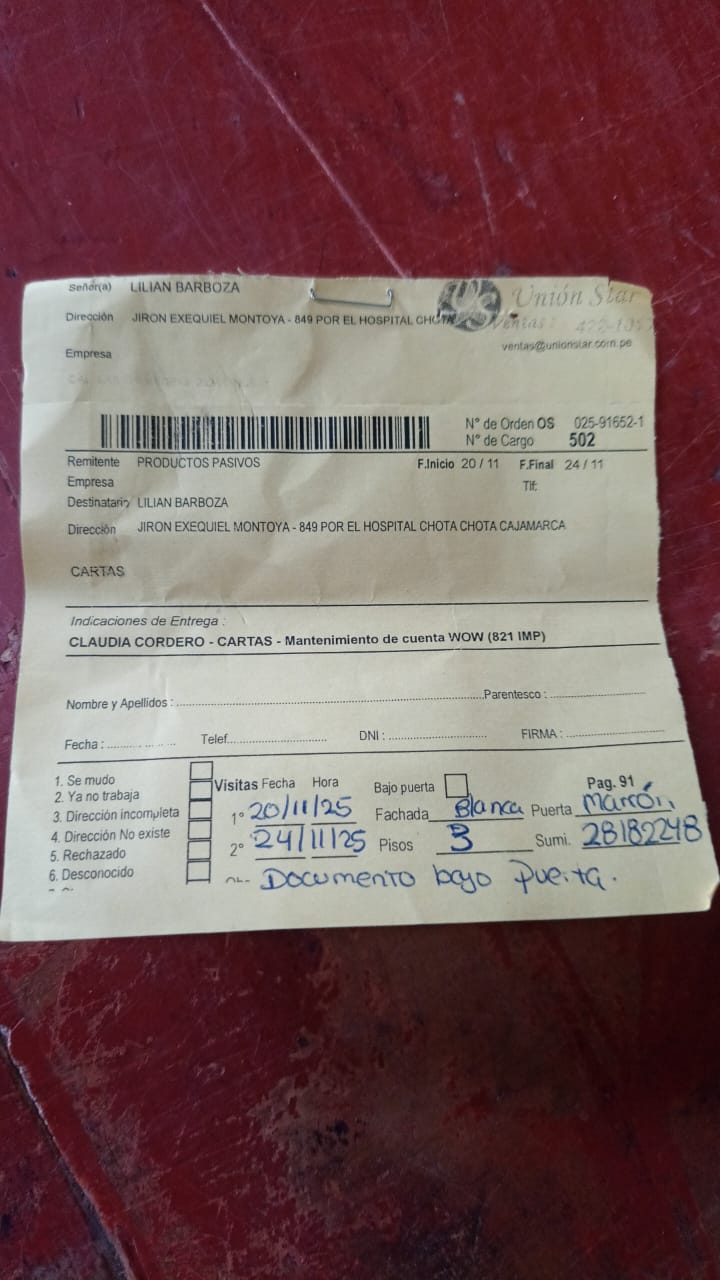 Señor(a) LILIAN BARBOZA
Unión Star
Dirección JIRON EXEQUIEL MONTOYA - 849 POR EL HOSPITAL CHOTA
Ventas:
ventas@unionstar.com.pe
Empresa
N° de Orden OS 025-91652-1
N° de Cargo 502
Remitente PRODUCTOS PASIVOS F.Inicio 20 / 11 F.Final 24 / 11
Empresa Tlf:
Destinatario LILIAN BARBOZA
Dirección JIRON EXEQUIEL MONTOYA - 849 POR EL HOSPITAL CHOTA CHOTA CAJAMARCA
CARTAS
Indicaciones de Entrega :
CLAUDIA CORDERO - CARTAS - Mantenimiento de cuenta WOW (821 IMP)
Nombre y Apellidos : Parentesco :
Fecha : Telef. DNI : FIRMA :
1. Se mudo
2. Ya no trabaja
3. Dirección incompleta
4. Dirección No existe
5. Rechazado
6. Desconocido
Visitas Fecha Hora Bajo puerta Pag. 91
1° 20/11/25 Fachada Blanca Puerta Marrón.
2° 24/11/25 Pisos 3 Sumi. 28182248
Documento bajo Puerta.